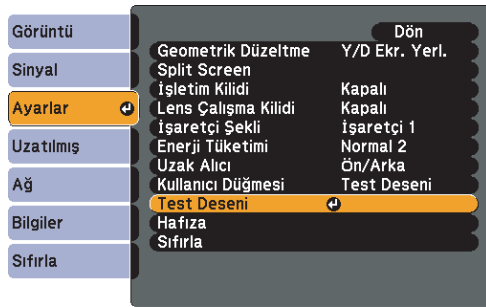 Görüntü
Sinyal
Ayarlar
Uzatılmış
Ağ
Bilgiler
Sıfırla
Dön
Geometrik Düzeltme Y/D Ekr. Yerl.
Split Screen
İşletim Kilidi Kapalı
Lens Çalışma Kilidi Kapalı
İşaretçi Şekli İşaretçi 1
Enerji Tüketimi Normal 2
Uzak Alıcı Ön/Arka
Kullanıcı Düğmesi Test Deseni
Test Deseni
Hafıza
Sıfırla